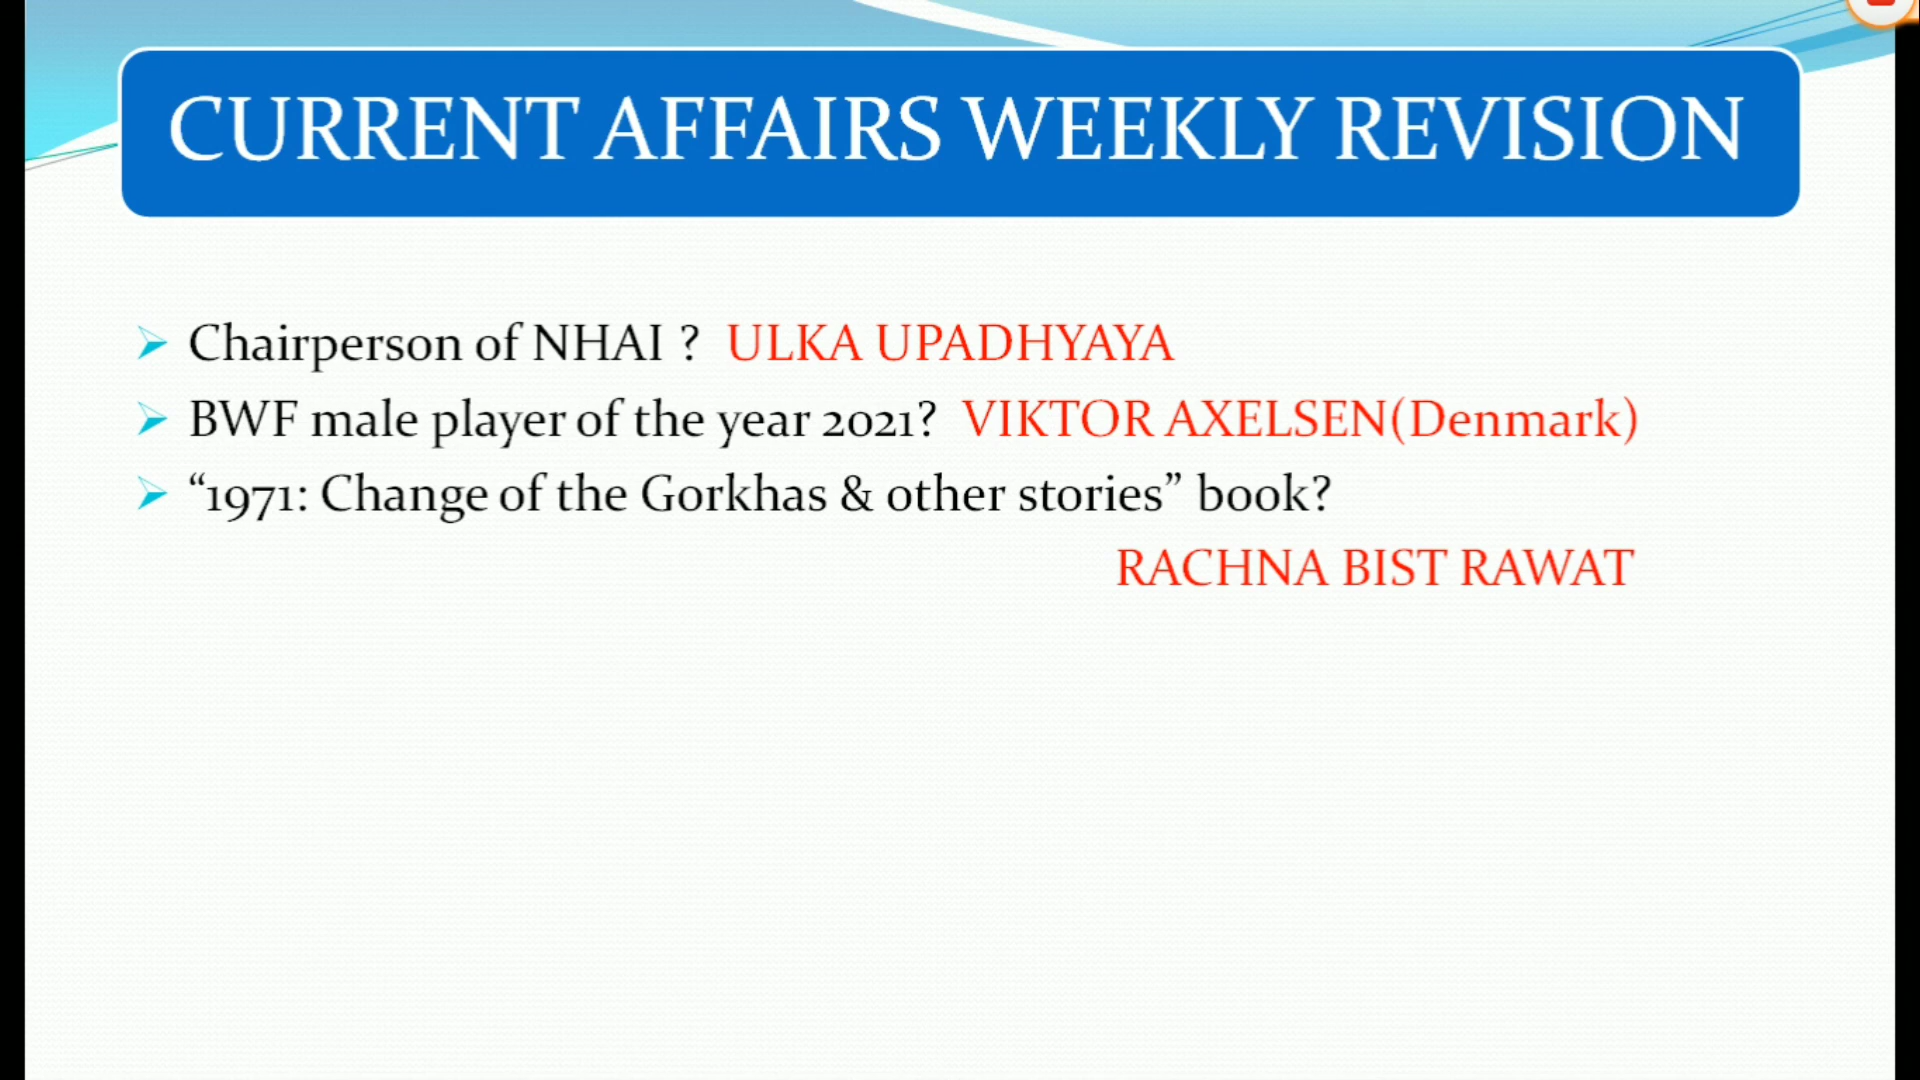 CURRENT AFFAIRS WEEKLY REVISION
Chairperson of NHAI ? ULKA UPADHYAYA
BWF male player of the year 2021? VIKTOR AXELSEN(Denmark)
“1971: Change of the Gorkhas & other stories” book?
RACHNA BIST RAWAT